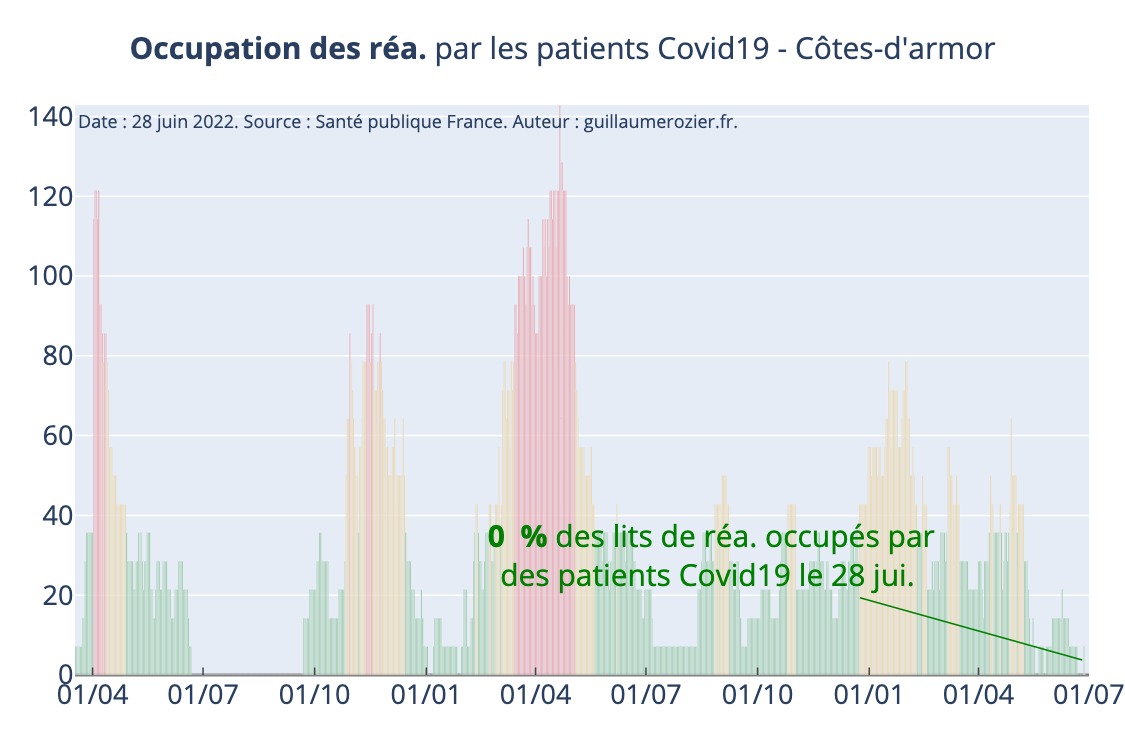 Occupation des réa. par les patients Covid19 - Côtes-d'armor
140
Date : 28 juin 2022. Source : Santé publique France. Auteur : guillaumerozier.fr.
120
100
80
60
40
0 % des lits de réa. occupés par
des patients Covid19 le 28 jui.
20
0
01/04 01/07 01/10 01/01 01/04 01/07 01/10 01/01 01/04 01/07